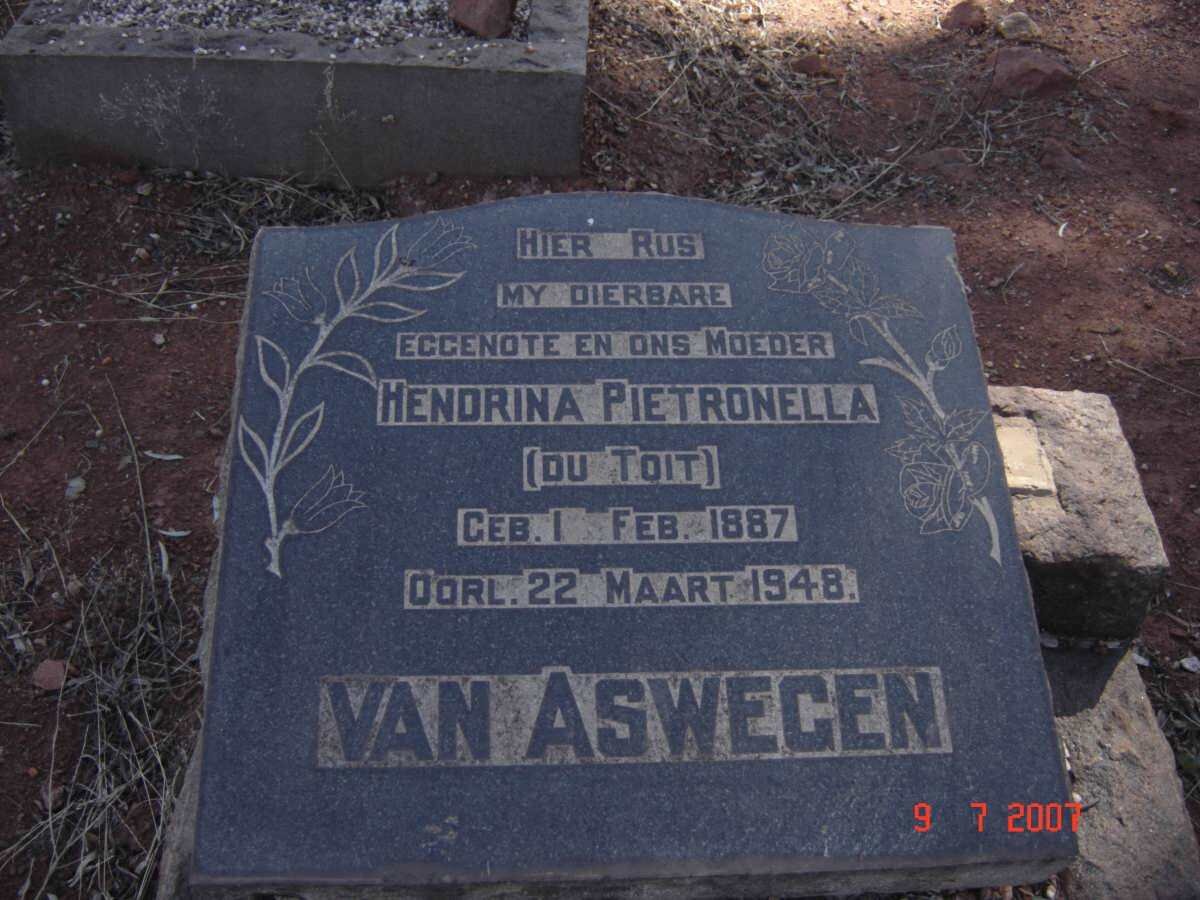 HIER RUS
MY DIERBARE
EGGENOTE EN ONS MOEDER
HENDRINA PIETRONELLA
(DU TOIT)
GEB. 1 FEB. 1887
OORL. 22 MAART 1948.
VAN ASWEGEN
9 7 2007